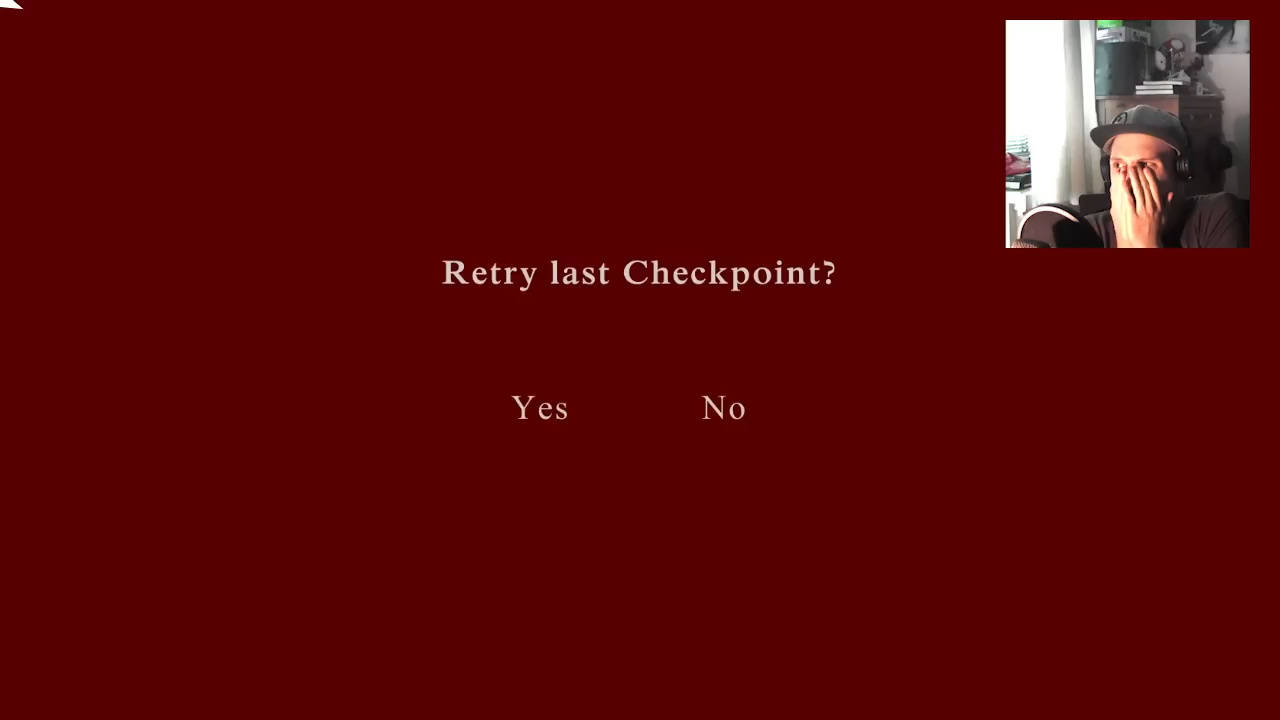 Retry last Checkpoint?
Yes No